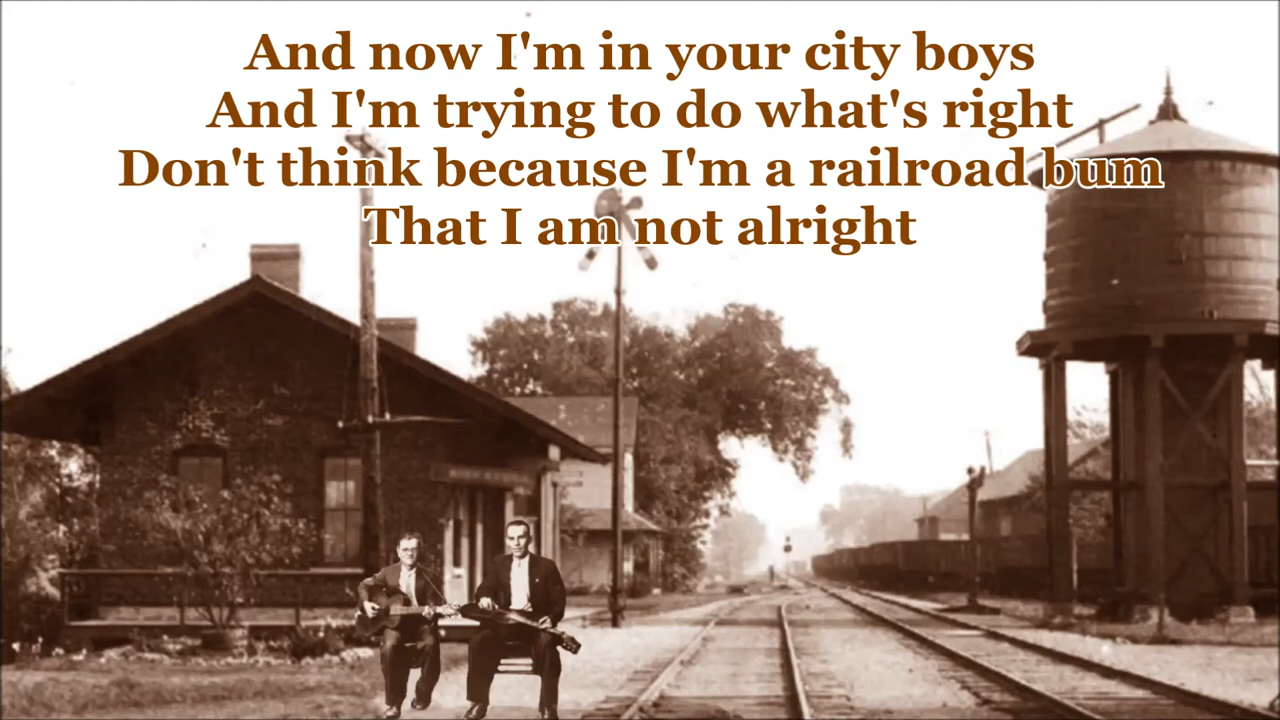 And now I'm in your city boys
And I'm trying to do what's right
Don't think because I'm a railroad bum
That I am not alright